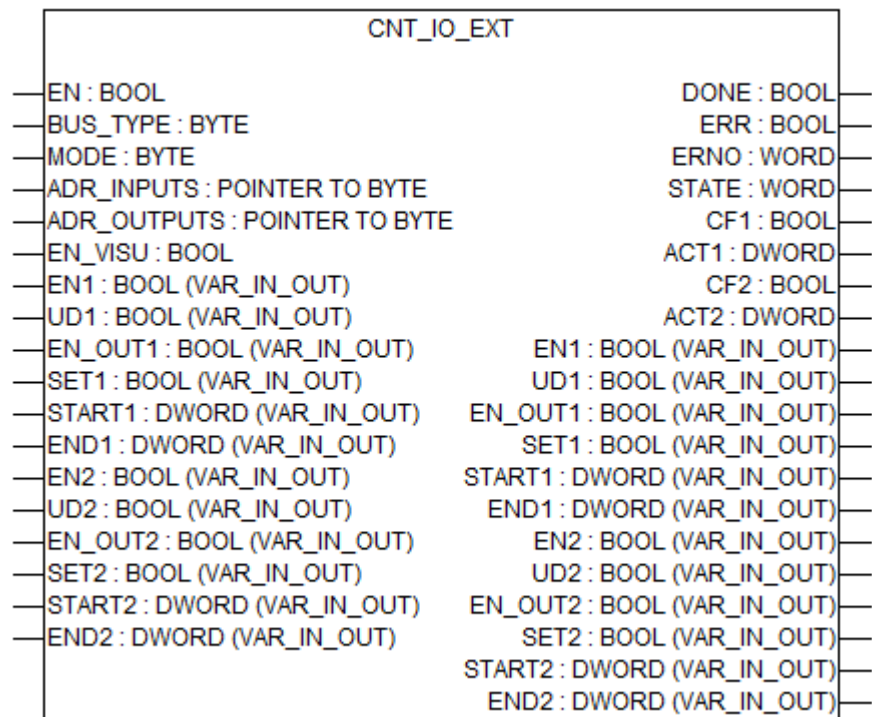 CNT_IO_EXT
EN : BOOL DONE : BOOL
BUS_TYPE : BYTE ERR : BOOL
MODE : BYTE ERNO : WORD
ADR_INPUTS : POINTER TO BYTE STATE : WORD
ADR_OUTPUTS : POINTER TO BYTE CF1 : BOOL
EN_VISU : BOOL ACT1 : DWORD
EN1 : BOOL (VAR_IN_OUT) CF2 : BOOL
UD1 : BOOL (VAR_IN_OUT) ACT2 : DWORD
EN_OUT1 : BOOL (VAR_IN_OUT) EN1 : BOOL (VAR_IN_OUT)
SET1 : BOOL (VAR_IN_OUT) UD1 : BOOL (VAR_IN_OUT)
START1 : DWORD (VAR_IN_OUT) EN_OUT1 : BOOL (VAR_IN_OUT)
END1 : DWORD (VAR_IN_OUT) SET1 : BOOL (VAR_IN_OUT)
EN2 : BOOL (VAR_IN_OUT) START1 : DWORD (VAR_IN_OUT)
UD2 : BOOL (VAR_IN_OUT) END1 : DWORD (VAR_IN_OUT)
EN_OUT2 : BOOL (VAR_IN_OUT) EN2 : BOOL (VAR_IN_OUT)
SET2 : BOOL (VAR_IN_OUT) UD2 : BOOL (VAR_IN_OUT)
START2 : DWORD (VAR_IN_OUT) EN_OUT2 : BOOL (VAR_IN_OUT)
END2 : DWORD (VAR_IN_OUT) SET2 : BOOL (VAR_IN_OUT)
START2 : DWORD (VAR_IN_OUT)
END2 : DWORD (VAR_IN_OUT)